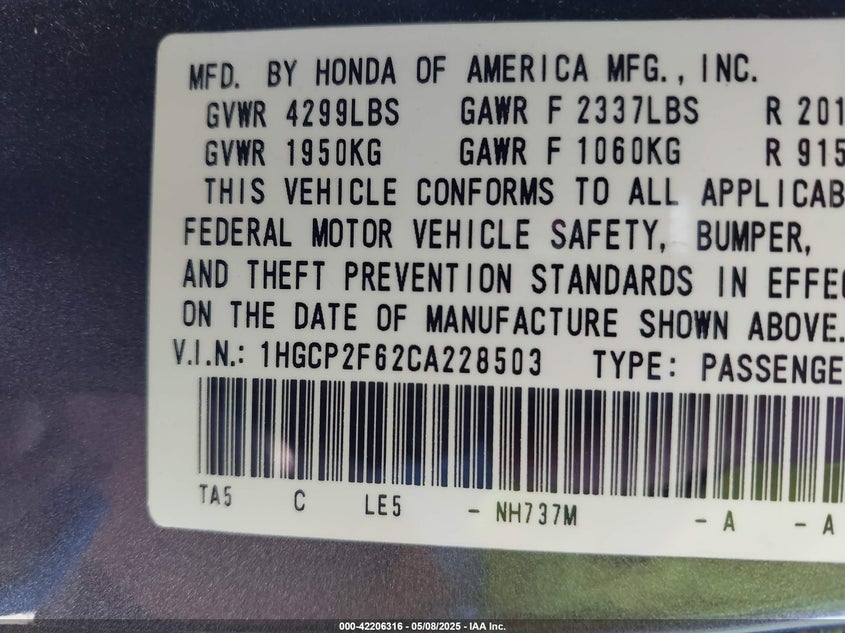 MFD. BY HONDA OF AMERICA MFG., INC.
GVWR 4299LBS GAWR F 2337LBS R 201
GVWR 1950KG GAWR F 1060KG R 915
THIS VEHICLE CONFORMS TO ALL APPLICAB
FEDERAL MOTOR VEHICLE SAFETY, BUMPER,
AND THEFT PREVENTION STANDARDS IN EFFE
ON THE DATE OF MANUFACTURE SHOWN ABOVE.
V.I.N.: 1HGCP2F62CA228503 TYPE: PASSENGE
TA5 C LE5 - NH737M - A - A
000-42206316 - 05/08/2025 - IAA Inc.